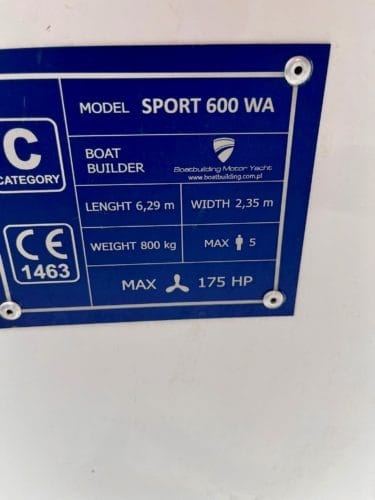 MODEL SPORT 600 WA
C
CATEGORY
BOAT
BUILDER
Boatbuilding Motor Yacht
www.boatbuilding.com.pl
LENGHT 6,29 m
WIDTH 2,35 m
CE
1463
WEIGHT 800 kg
MAX 5
MAX 175 HP